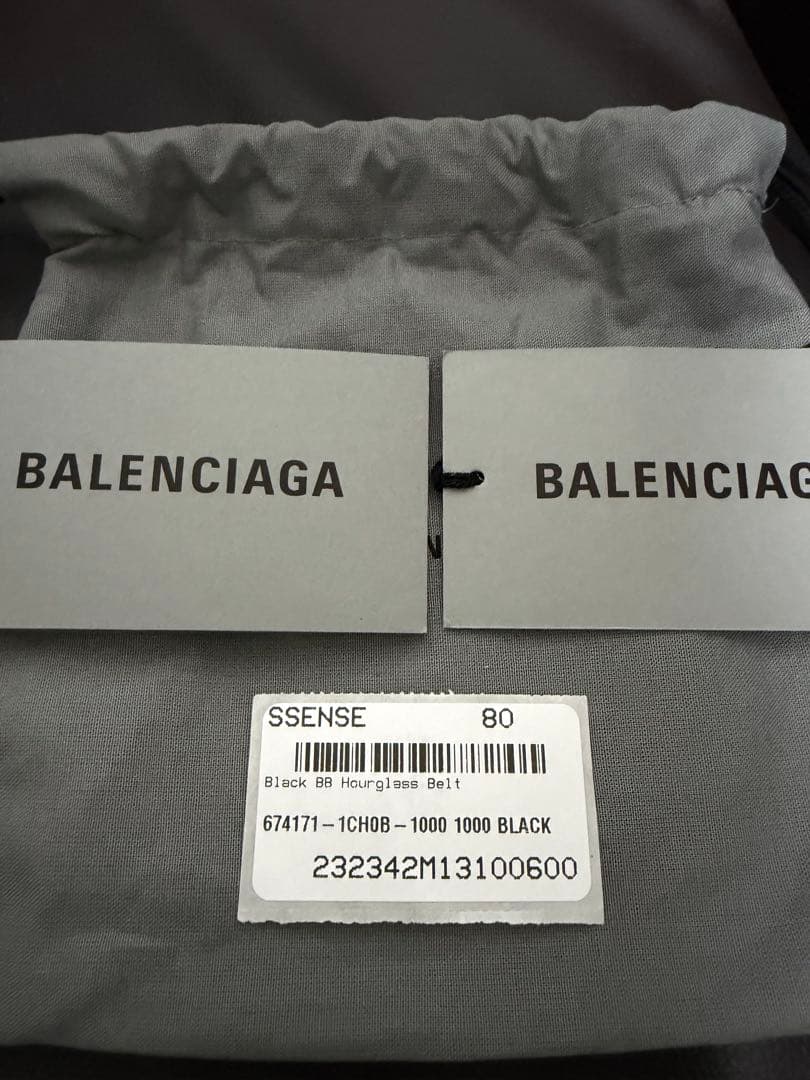 BALENCIAGA
BALENCIAG
SSENSE 80
Black BB Hourglass Belt
674171-1CH0B-1000 1000 BLACK
232342M13100600